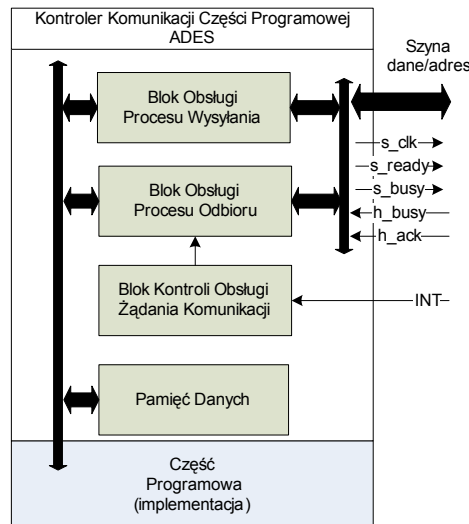 Kontroler Komunikacji Części Programowej
ADES
Szyna
dane/adres
Blok Obsługi
Procesu Wysyłania
s_clk
s_ready
s_busy
h_busy
h_ack
Blok Obsługi
Procesu Odbioru
Blok Kontroli Obsługi
Żądania Komunikacji
INT
Pamięć Danych
Część
Programowa
(implementacja)